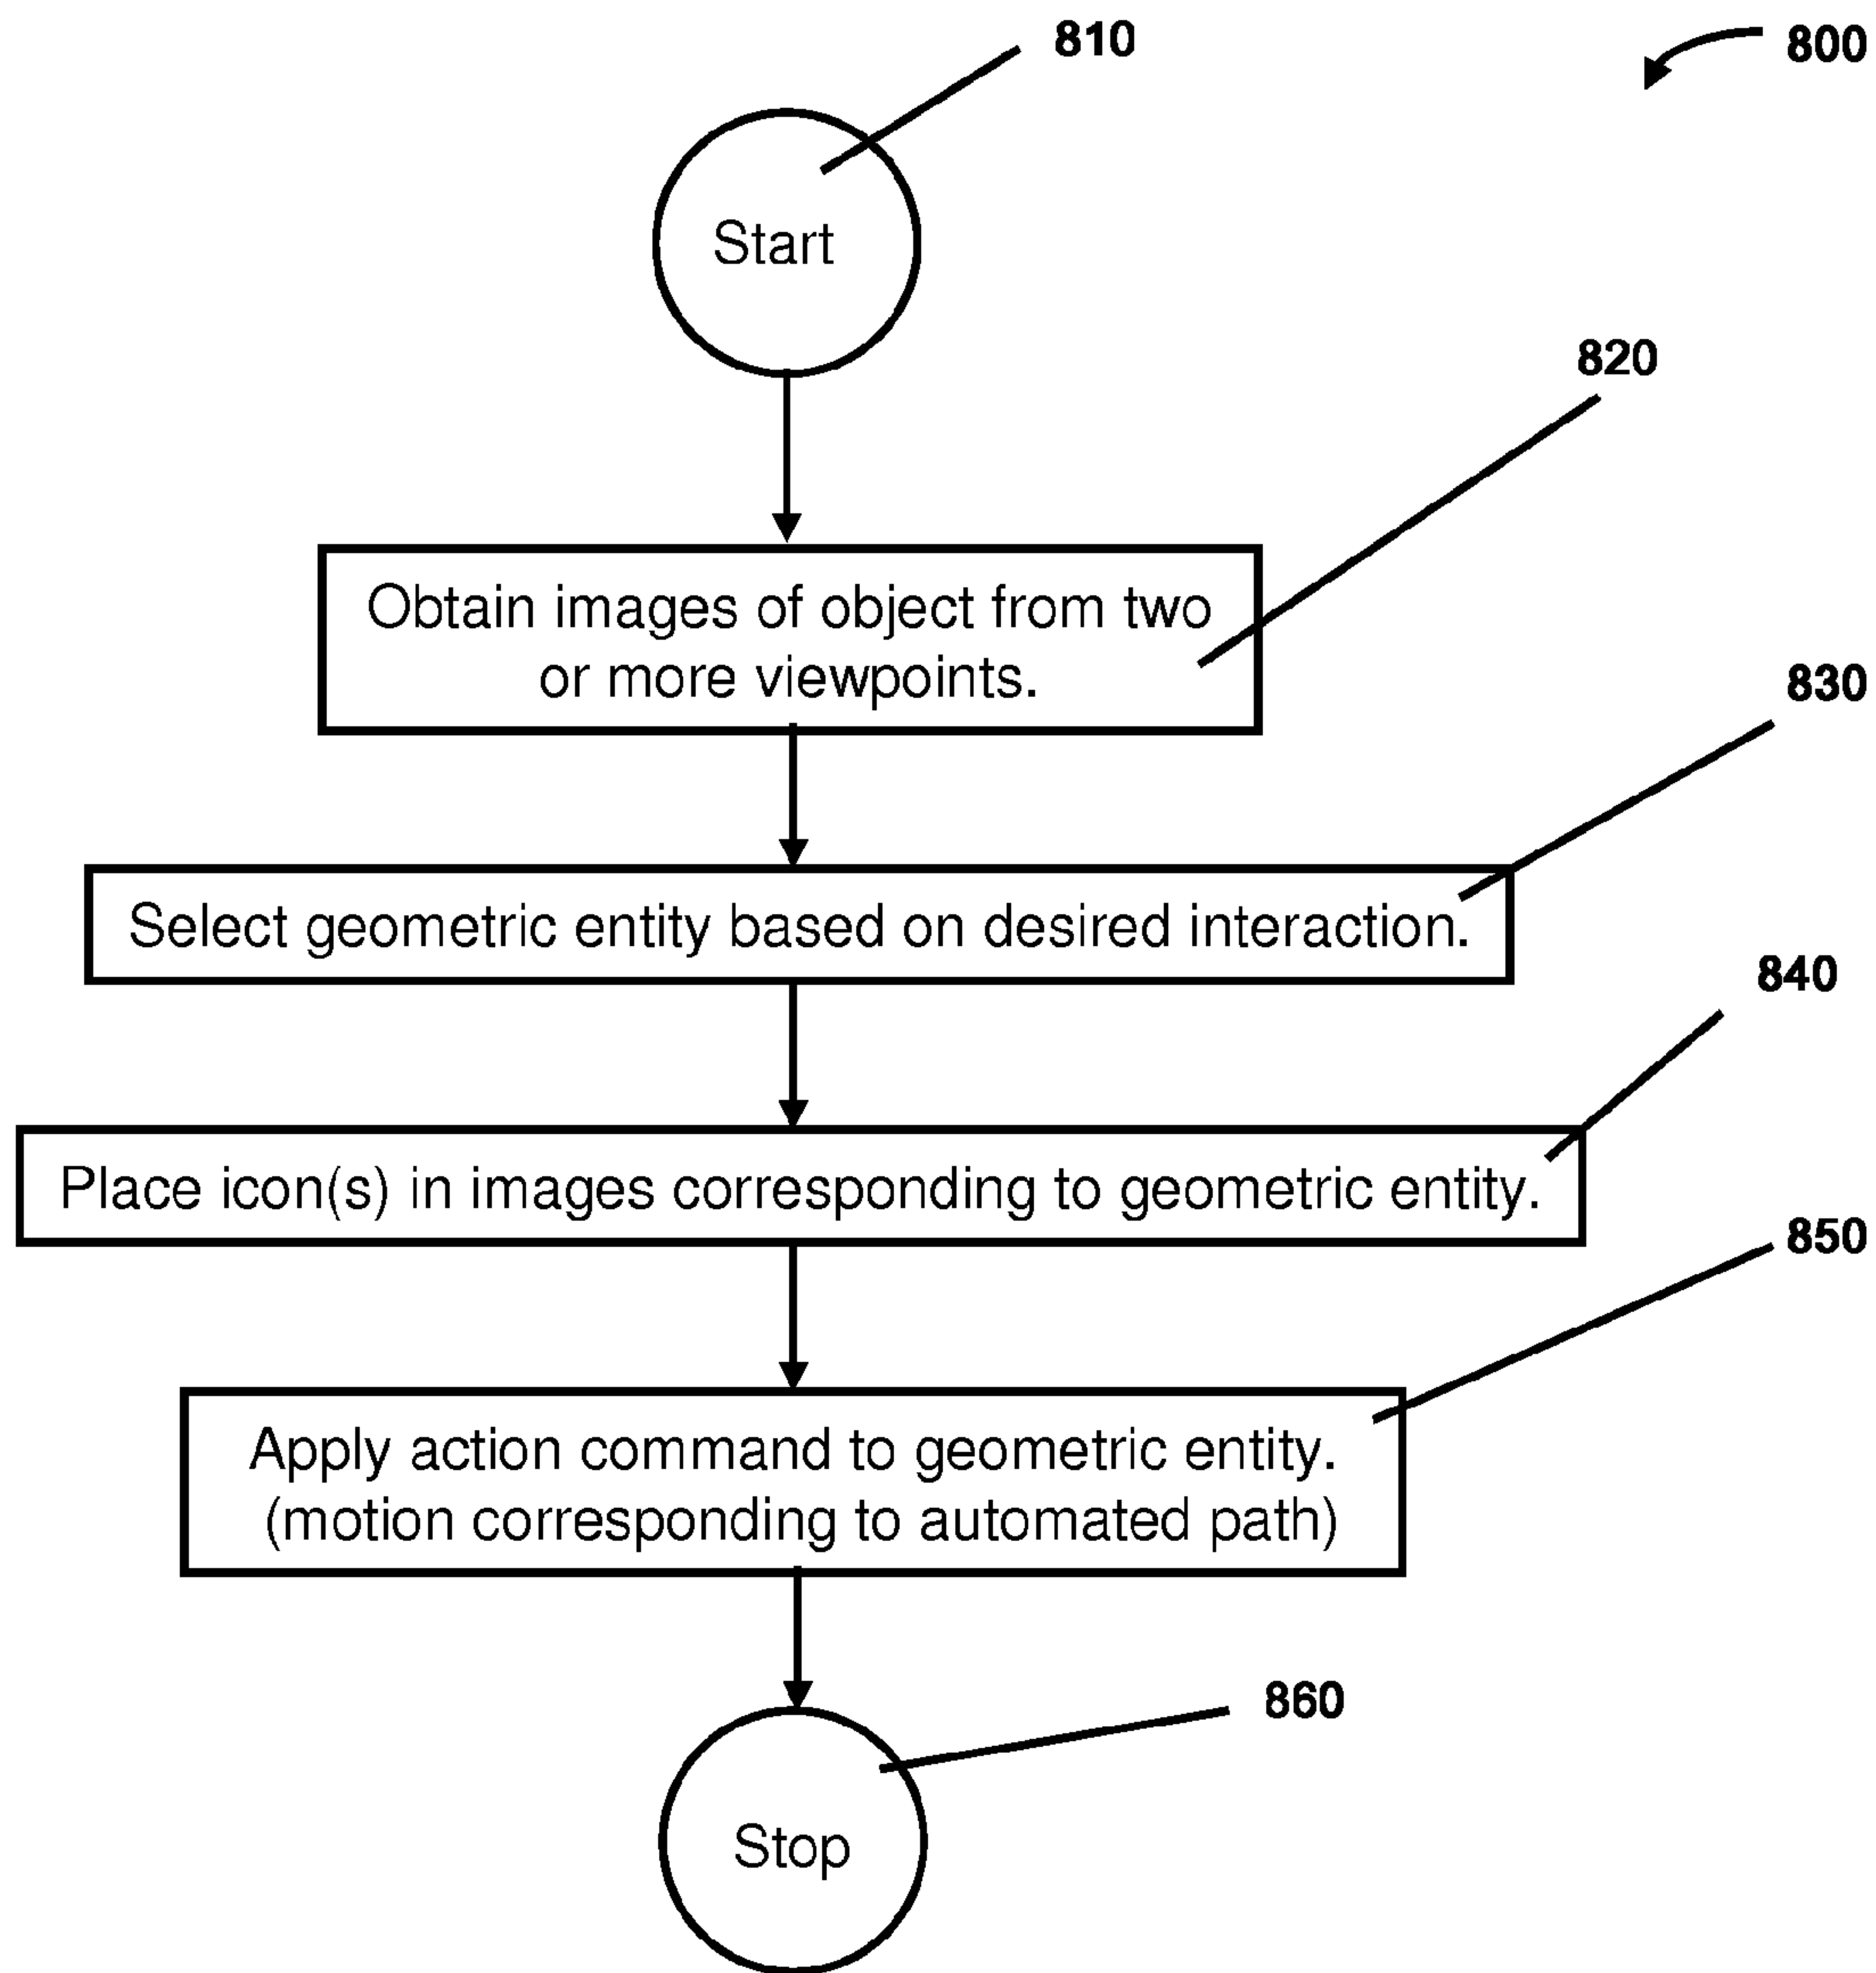 810
800
Start
820
Obtain images of object from two
or more viewpoints.
830
Select geometric entity based on desired interaction.
840
Place icon(s) in images corresponding to geometric entity.
850
Apply action command to geometric entity.
(motion corresponding to automated path)
860
Stop